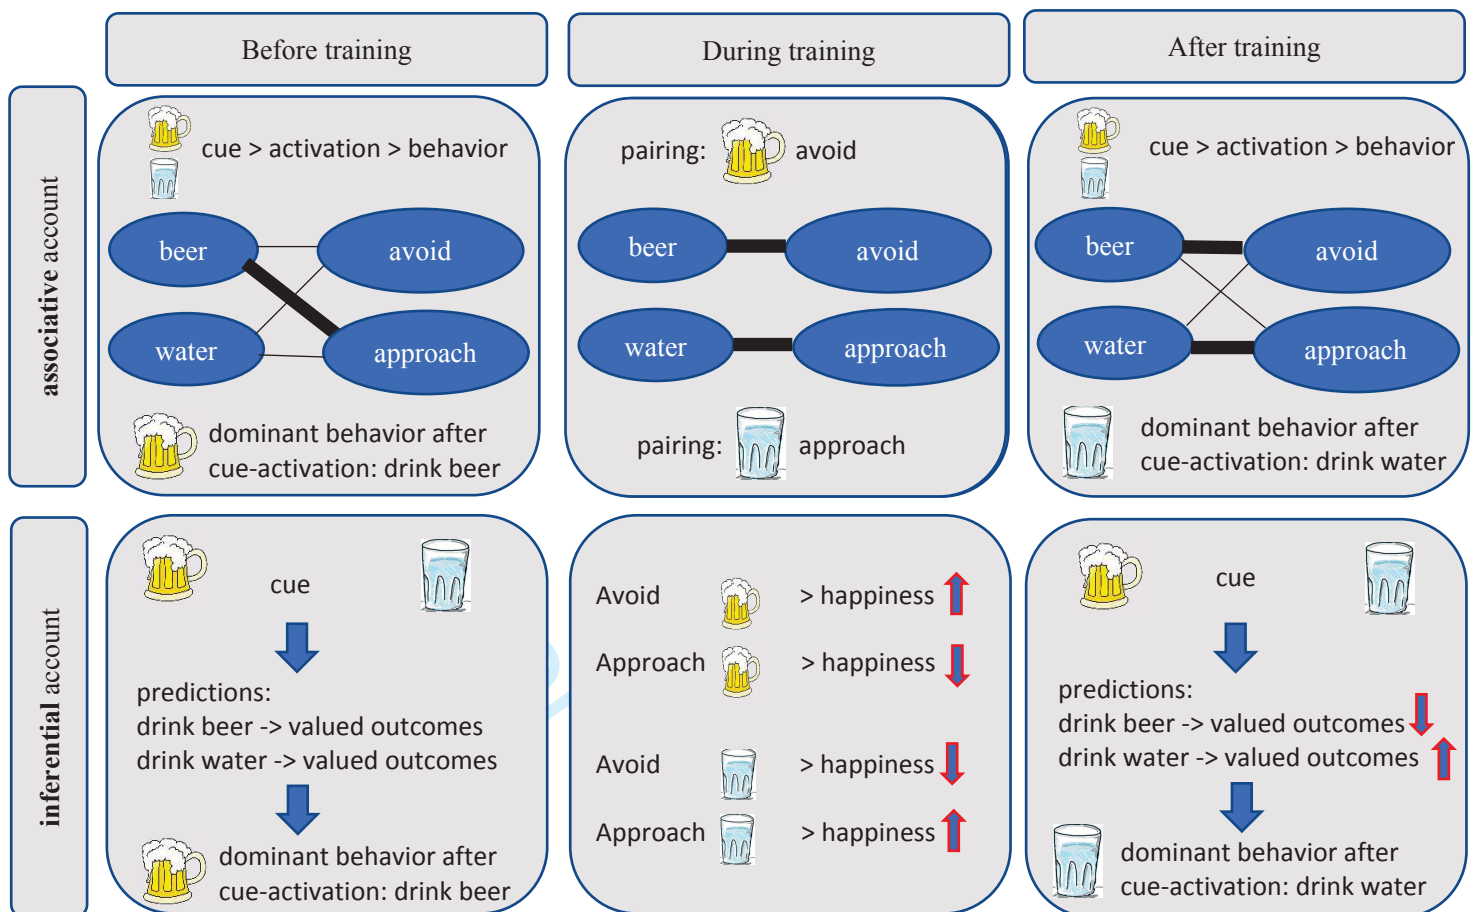 Before training
During training
After training
associative account
cue > activation > behavior
beer
avoid
water
approach
dominant behavior after
cue-activation: drink beer
pairing:
avoid
beer
avoid
water
approach
pairing:
approach
cue > activation > behavior
beer
avoid
water
approach
dominant behavior after
cue-activation: drink water
inferential account
cue
predictions:
drink beer -> valued outcomes
drink water -> valued outcomes
dominant behavior after
cue-activation: drink beer
Avoid > happiness
Approach > happiness
Avoid > happiness
Approach > happiness
cue
predictions:
drink beer -> valued outcomes
drink water -> valued outcomes
dominant behavior after
cue-activation: drink water